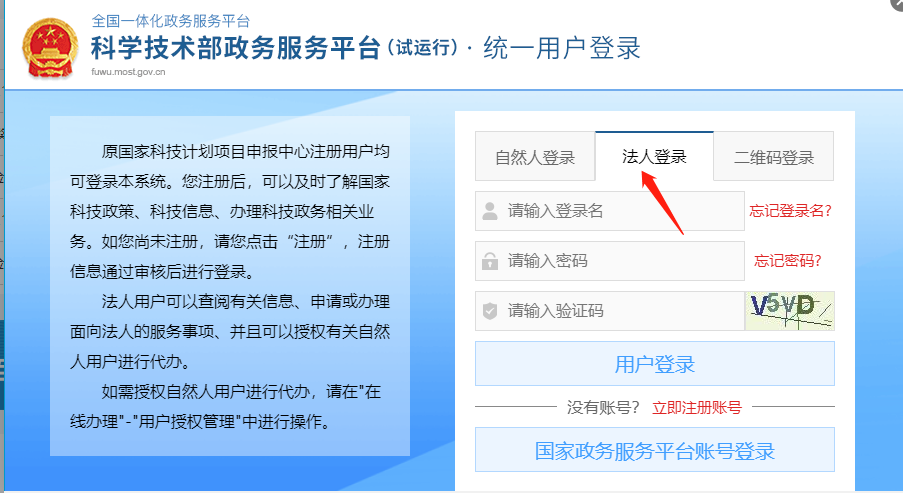 全国一体化政务服务平台
科学技术部政务服务平台(试运行)·统一用户登录
fuwu.most.gov.cn
原国家科技计划项目申报中心注册用户均
可登录本系统。您注册后，可以及时了解国家
科技政策、科技信息、办理科技政务相关业
务。如您尚未注册，请您点击“注册”，注册
信息通过审核后进行登录。
法人用户可以查阅有关信息、申请或办理
面向法人的服务事项、并且可以授权有关自然
人用户进行代办。
如需授权自然人用户进行代办，请在"在
线办理"-"用户授权管理"中进行操作。
自然人登录
法人登录
二维码登录
请输入登录名
忘记登录名?
请输入密码
忘记密码?
请输入验证码
V5VD
用户登录
没有账号? 立即注册账号
国家政务服务平台账号登录